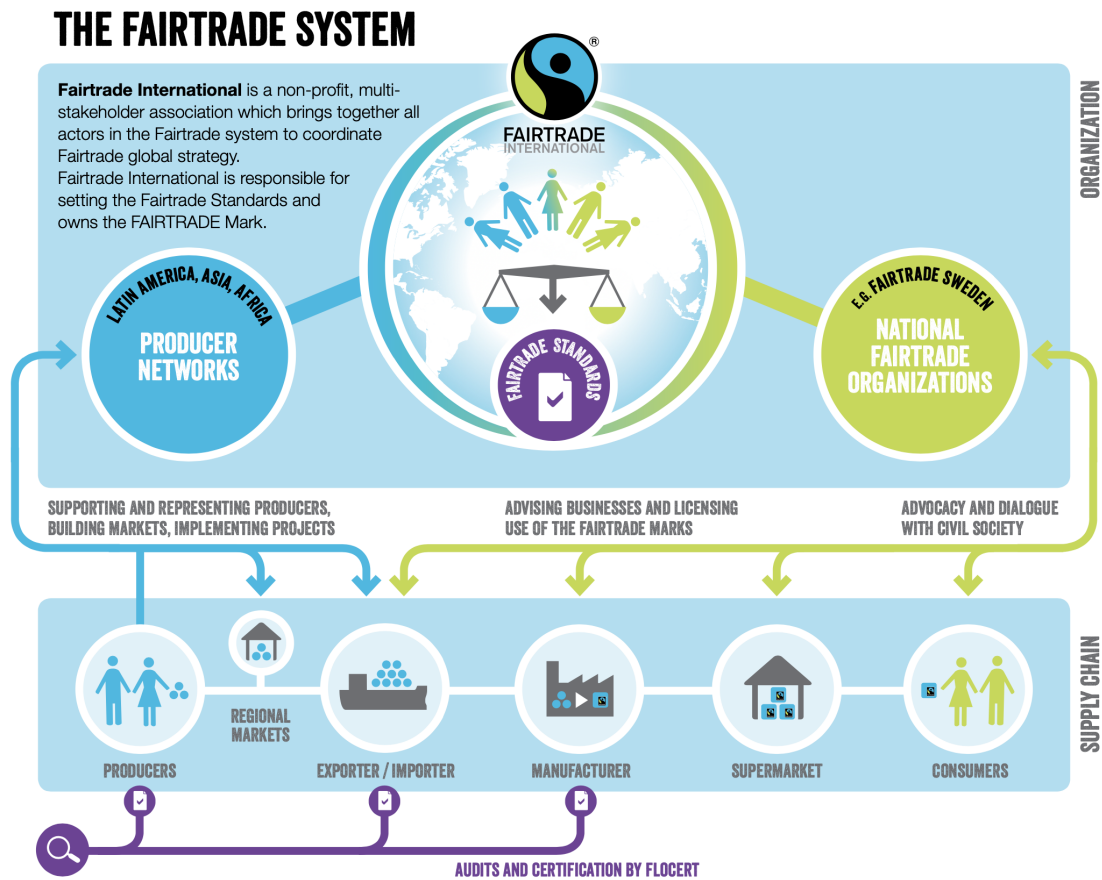 THE FAIRTRADE SYSTEM
Fairtrade International is a non-profit, multi-
stakeholder association which brings together all
actors in the Fairtrade system to coordinate
Fairtrade global strategy.
Fairtrade International is responsible for
setting the Fairtrade Standards and
owns the FAIRTRADE Mark.
®
FAIRTRADE
INTERNATIONAL
ORGANIZATION
LATIN AMERICA, ASIA, AFRICA
PRODUCER
NETWORKS
FAIRTRADE STANDARDS
E.G. FAIRTRADE SWEDEN
NATIONAL
FAIRTRADE
ORGANIZATIONS
SUPPORTING AND REPRESENTING PRODUCERS,
BUILDING MARKETS, IMPLEMENTING PROJECTS
ADVISING BUSINESSES AND LICENSING
USE OF THE FAIRTRADE MARKS
ADVOCACY AND DIALOGUE
WITH CIVIL SOCIETY
SUPPLY CHAIN
PRODUCERS
REGIONAL
MARKETS
EXPORTER / IMPORTER
MANUFACTURER
SUPERMARKET
CONSUMERS
AUDITS AND CERTIFICATION BY FLOCERT